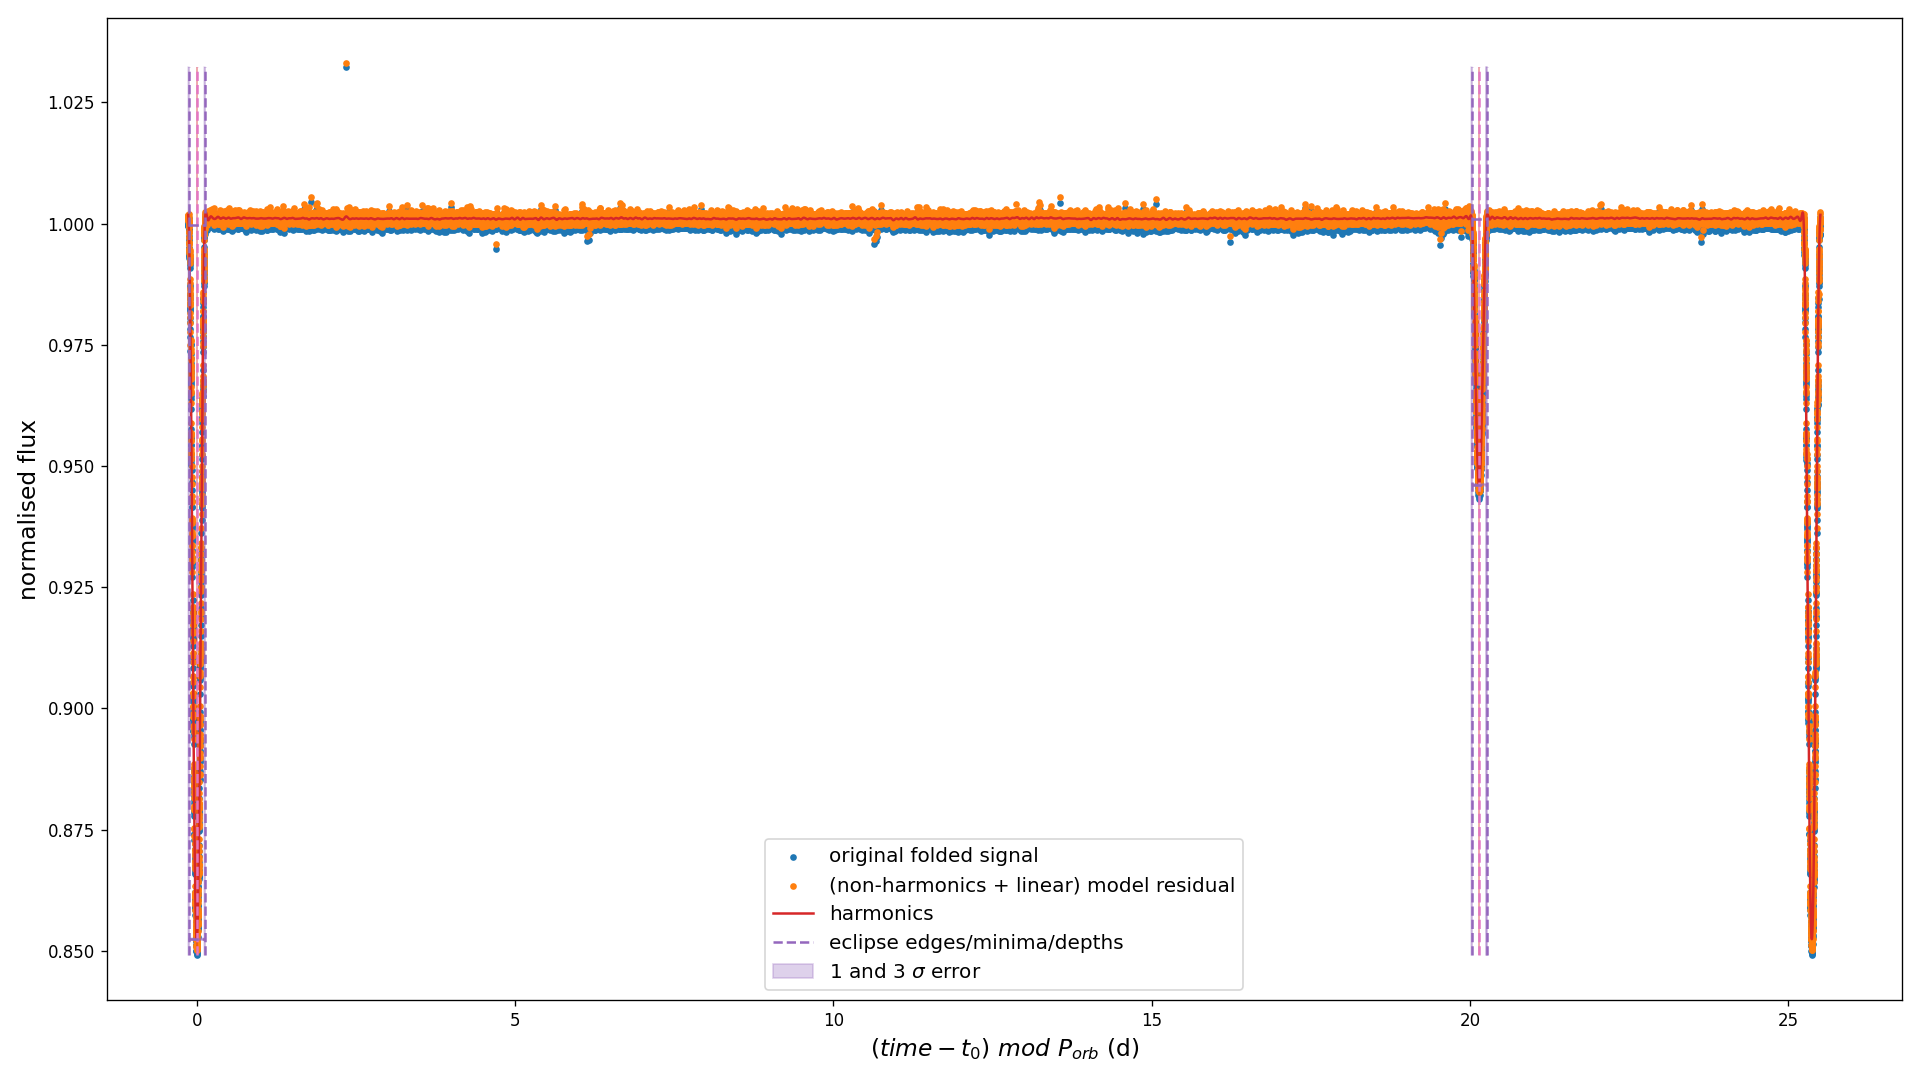 normalised flux
1.025
1.000
0.975
0.950
0.925
0.900
0.875
0.850
original folded signal
(non-harmonics + linear) model residual
harmonics
eclipse edges/minima/depths
1 and 3 σ error
0 5 10 15 20 25
(time − t₀) mod Pₒᵣb (d)